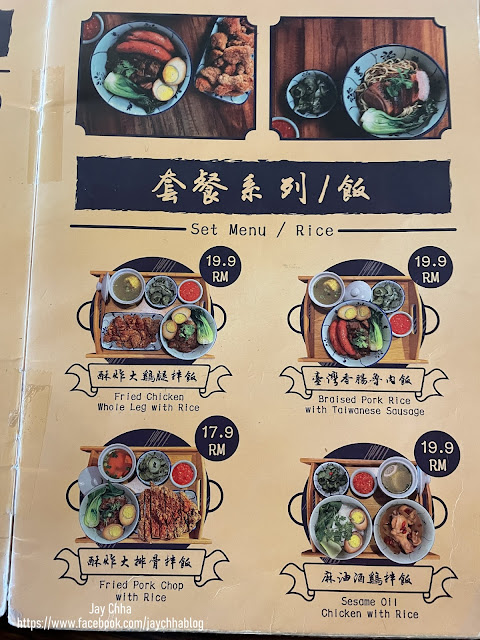 套餐系列/飯
Set Menu / Rice
19.9
RM
酥炸大鷄腿拌飯
Fried Chicken
Whole Leg with Rice
19.9
RM
臺灣香腸魯肉飯
Braised Pork Rice
with Taiwanese Sausage
17.9
RM
酥炸大排骨拌飯
Fried Pork Chop
with Rice
19.9
RM
麻油酒鷄拌飯
Sesame Oil
Chicken with Rice
Jay Chha
https://www.facebook.com/jaychhablog